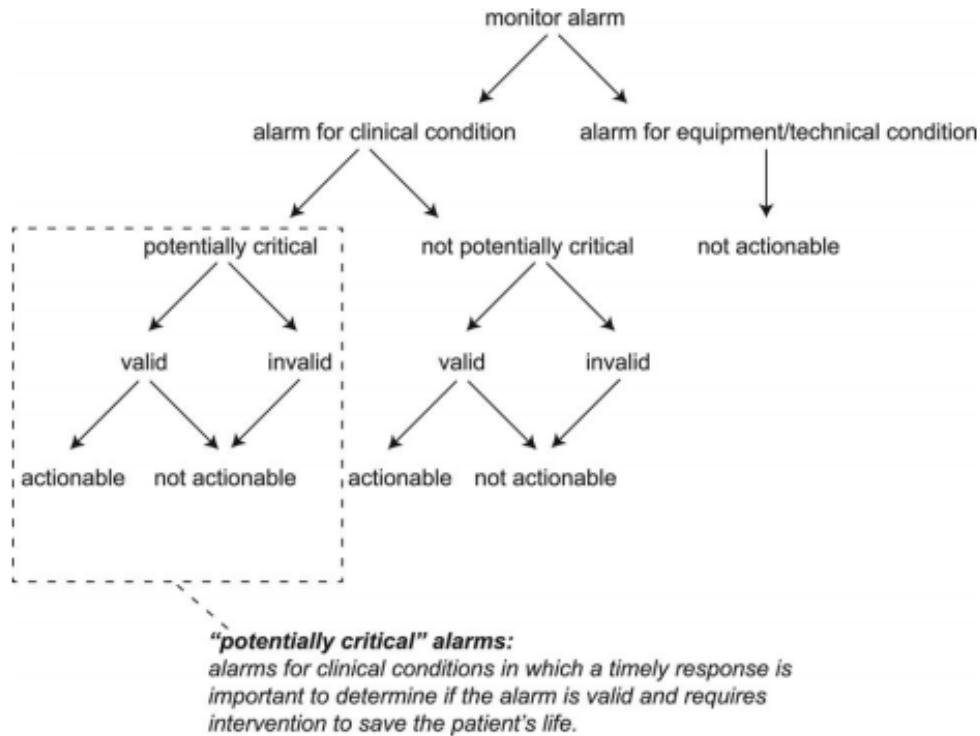 monitor alarm
alarm for clinical condition
alarm for equipment/technical condition
potentially critical
not potentially critical
not actionable
valid
invalid
valid
invalid
actionable
not actionable
actionable
not actionable
“potentially critical” alarms:
alarms for clinical conditions in which a timely response is
important to determine if the alarm is valid and requires
intervention to save the patient’s life.